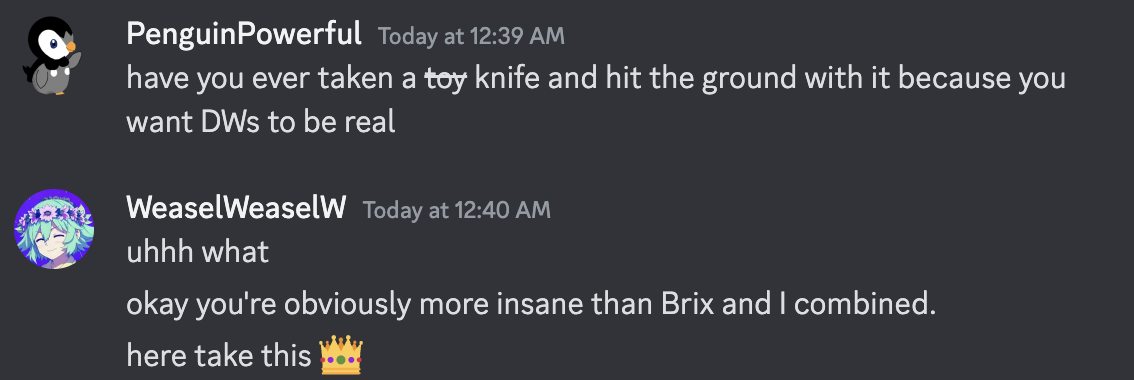 PenguinPowerful Today at 12:39 AM
have you ever taken a toy knife and hit the ground with it because you
want DWs to be real
WeaselWeaselW Today at 12:40 AM
uhhh what
okay you're obviously more insane than Brix and I combined.
here take this 👑